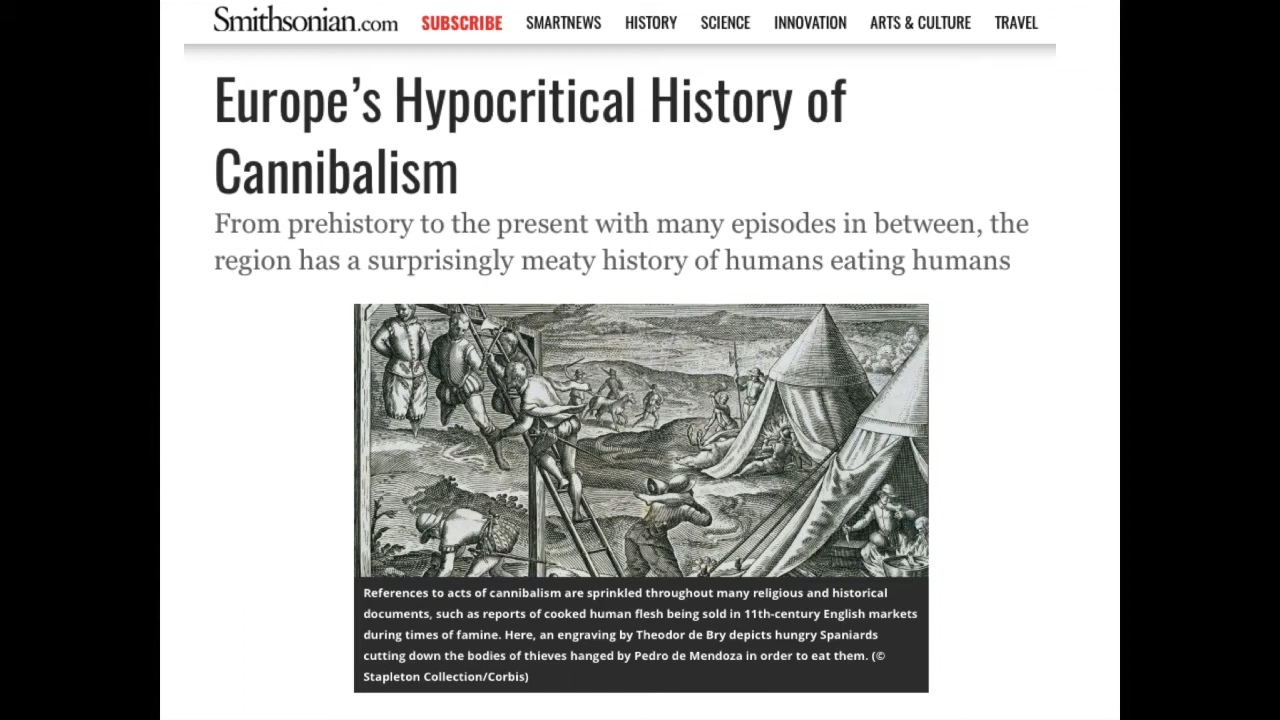 Smithsonian.com SUBSCRIBE SMARTNEWS HISTORY SCIENCE INNOVATION ARTS & CULTURE TRAVEL
Europe’s Hypocritical History of
Cannibalism
From prehistory to the present with many episodes in between, the
region has a surprisingly meaty history of humans eating humans
References to acts of cannibalism are sprinkled throughout many religious and historical
documents, such as reports of cooked human flesh being sold in 11th-century English markets
during times of famine. Here, an engraving by Theodor de Bry depicts hungry Spaniards
cutting down the bodies of thieves hanged by Pedro de Mendoza in order to eat them. (©
Stapleton Collection/Corbis)